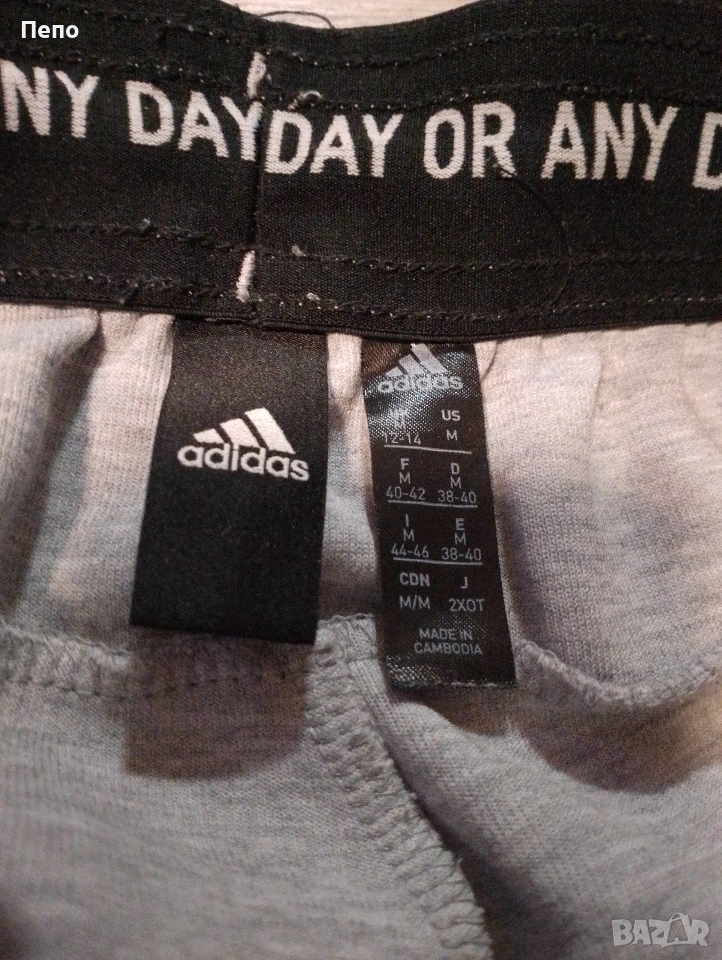 Пепо
NY DAYDAY OR ANY D
adidas
adidas
US
M M
12-14
F D
M M
40-42 38-40
I E
M M
44-46 38-40
CDN J
M/M 2XOT
MADE IN
CAMBODIA
BAZAR